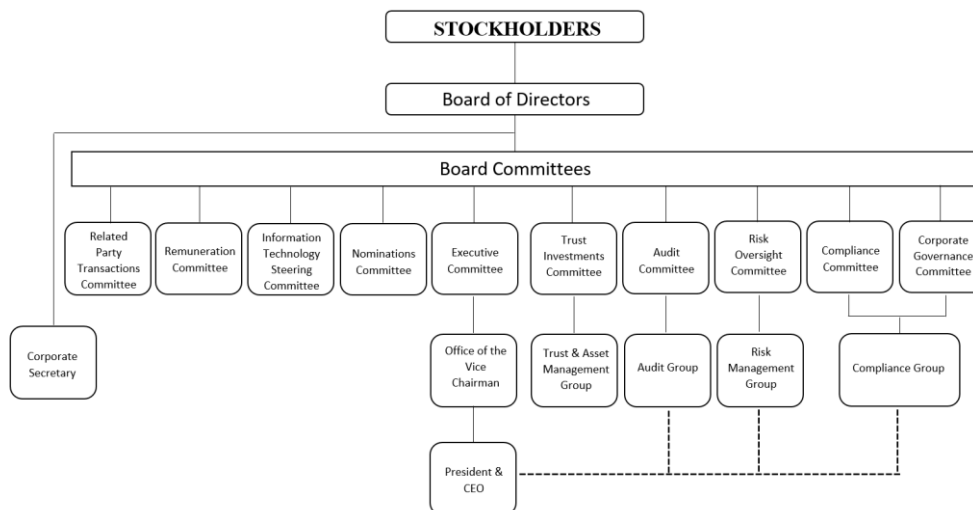 STOCKHOLDERS
Board of Directors
Board Committees
Related
Party
Transactions
Committee
Remuneration
Committee
Information
Technology
Steering
Committee
Nominations
Committee
Executive
Committee
Trust
Investments
Committee
Audit
Committee
Risk
Oversight
Committee
Compliance
Committee
Corporate
Governance
Committee
Corporate
Secretary
Office of the
Vice
Chairman
Trust & Asset
Management
Group
Audit Group
Risk
Management
Group
Compliance Group
President &
CEO